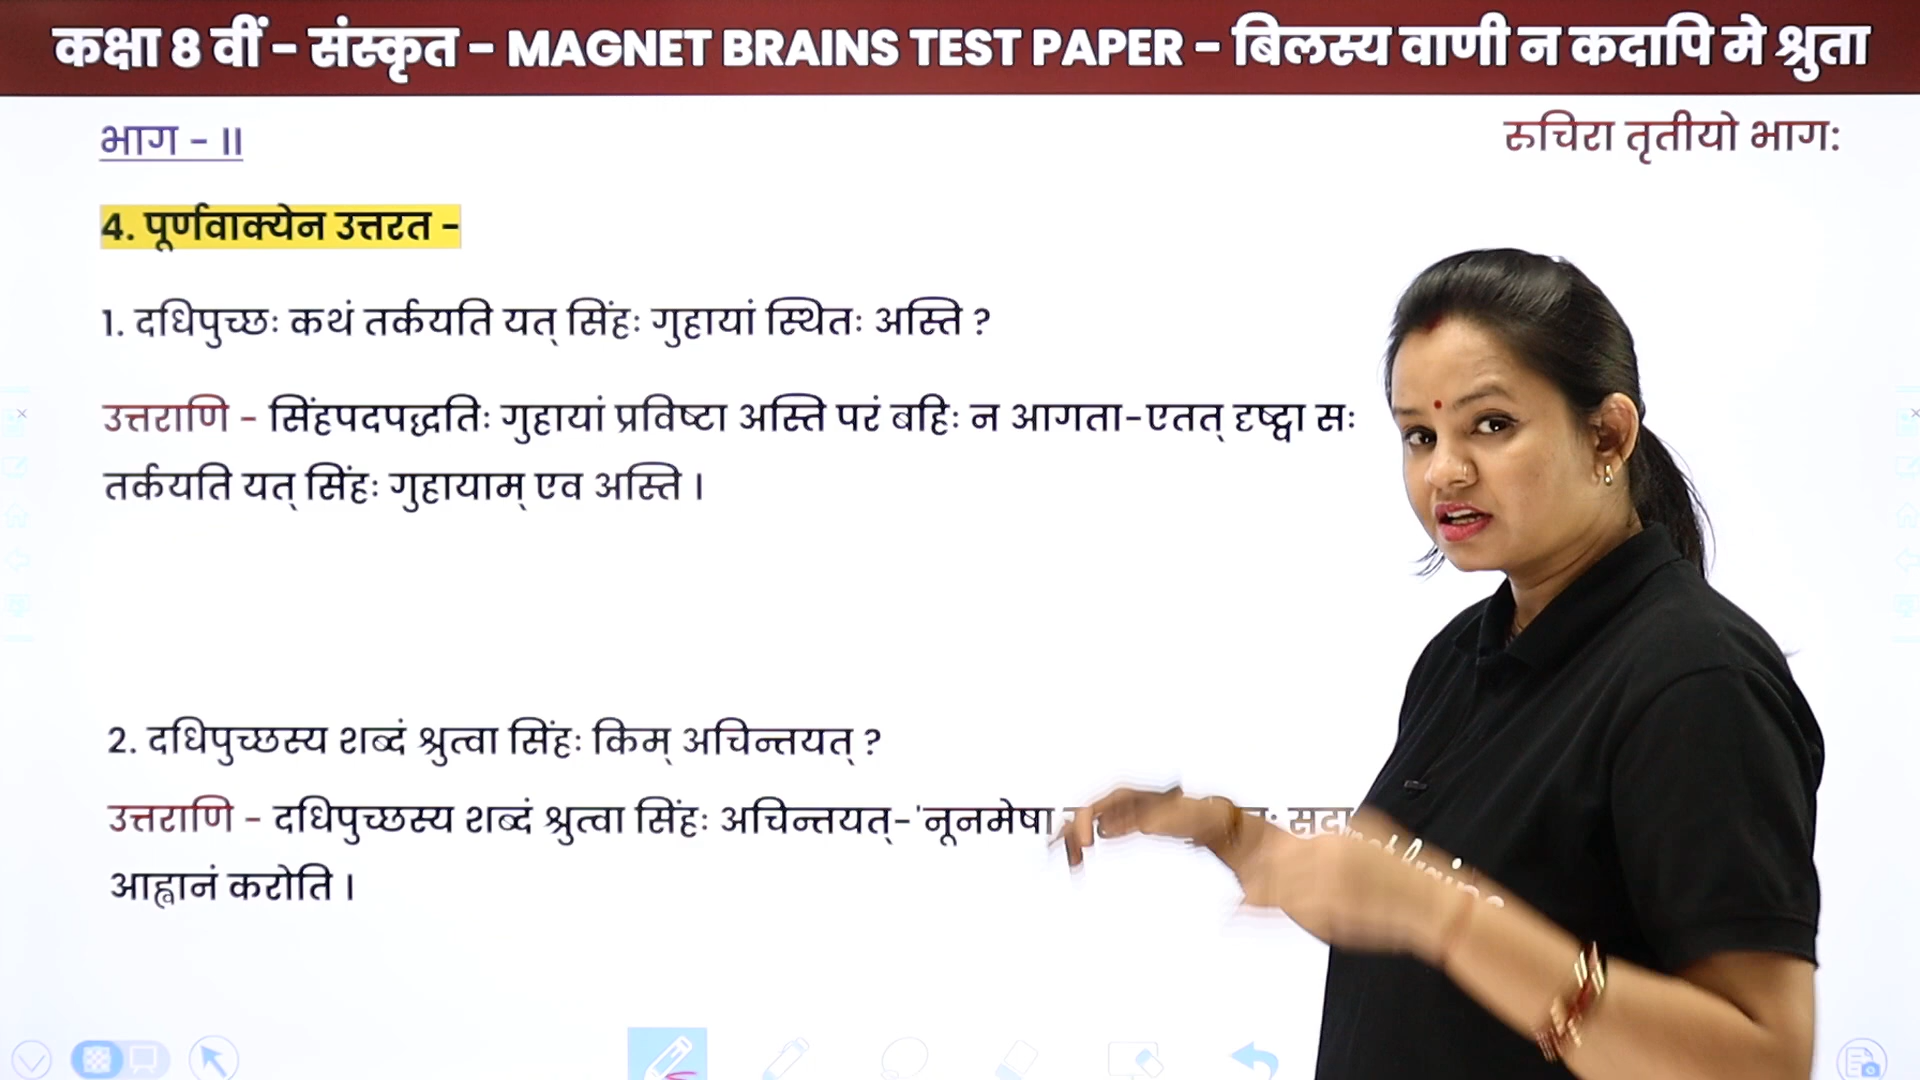 कक्षा 8 वीं - संस्कृत - MAGNET BRAINS TEST PAPER - बिलस्य वाणी न कदापि मे श्रुता
भाग - II
रुचिरा तृतीयो भाग:
4. पूर्णवाक्येन उत्तरत -
1. दधिपुच्छः कथं तर्कयति यत् सिंहः गुहायां स्थितः अस्ति ?
उत्तराणि - सिंहपदपद्धतिः गुहायां प्रविष्टा अस्ति परं बहिः न आगता-एतत् दृष्ट्वा सः
तर्कयति यत् सिंहः गुहायाम् एव अस्ति ।
2. दधिपुच्छस्य शब्दं श्रुत्वा सिंहः किम् अचिन्तयत् ?
उत्तराणि - दधिपुच्छस्य शब्दं श्रुत्वा सिंहः अचिन्तयत्-'नूनमेषा सदा
आह्वानं करोति ।